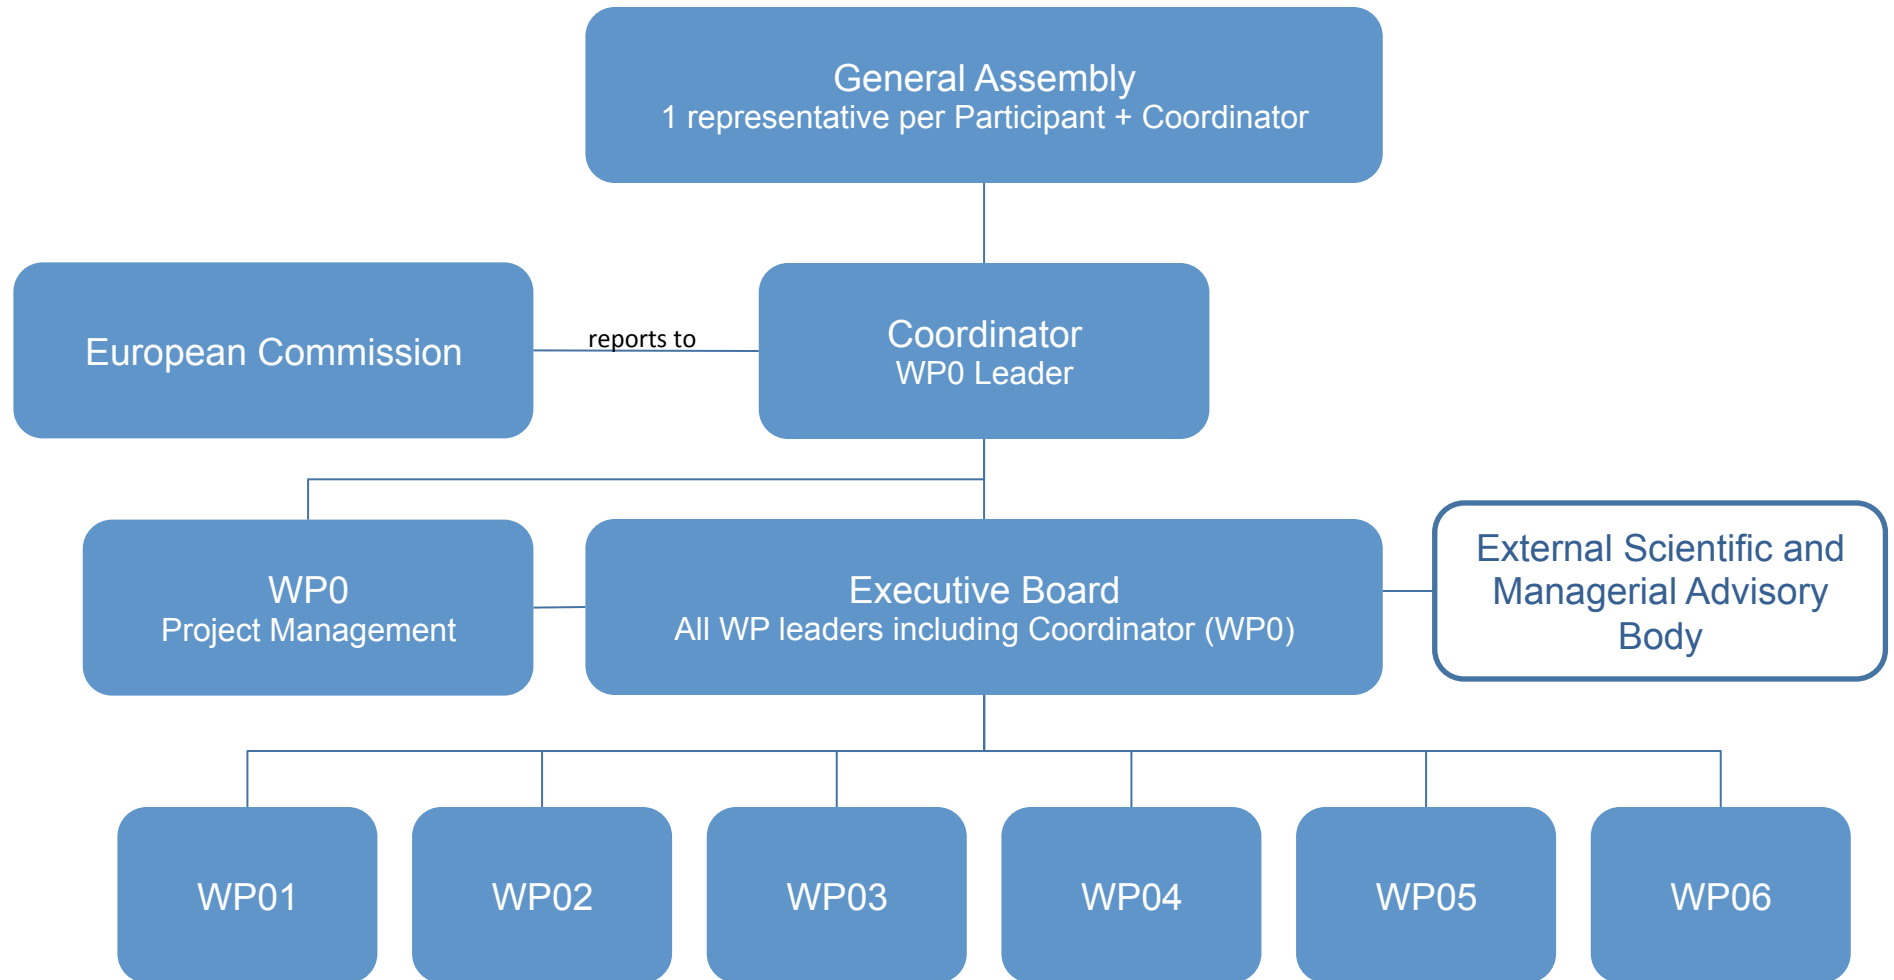 General Assembly
1 representative per Participant + Coordinator
European Commission
reports to
Coordinator
WP0 Leader
WP0
Project Management
Executive Board
All WP leaders including Coordinator (WP0)
External Scientific and
Managerial Advisory
Body
WP01
WP02
WP03
WP04
WP05
WP06